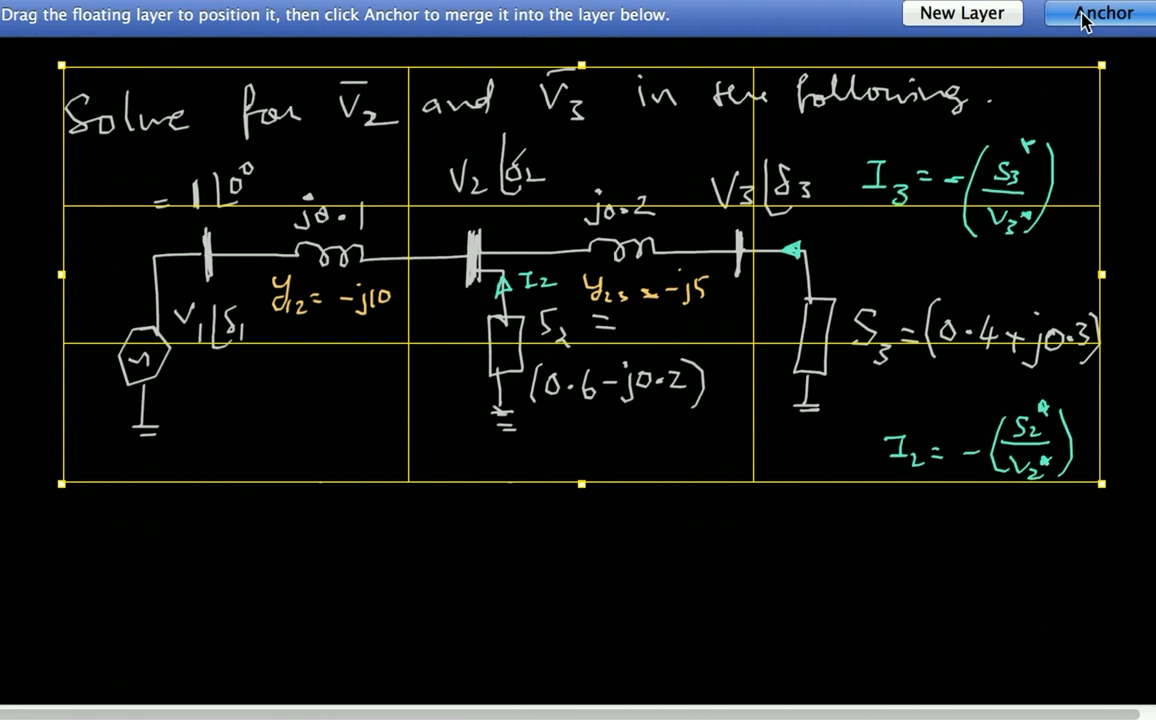 Drag the floating layer to position it, then click Anchor to merge it into the layer below.
New Layer
Anchor
Solve for V̅₂ and V̅₃ in the following.
= 1∠0°
V₂∠δ₂
V₃∠δ₃
I₃ = -(S₃*/V₃*)
j0.1
j0.2
V₁∠δ₁
y₁₂ = -j10
I₂
y₂₃ = -j5
S₂ =
(0.6-j0.2)
S₃ = (0.4+j0.3)
I₂ = -(S₂*/V₂*)